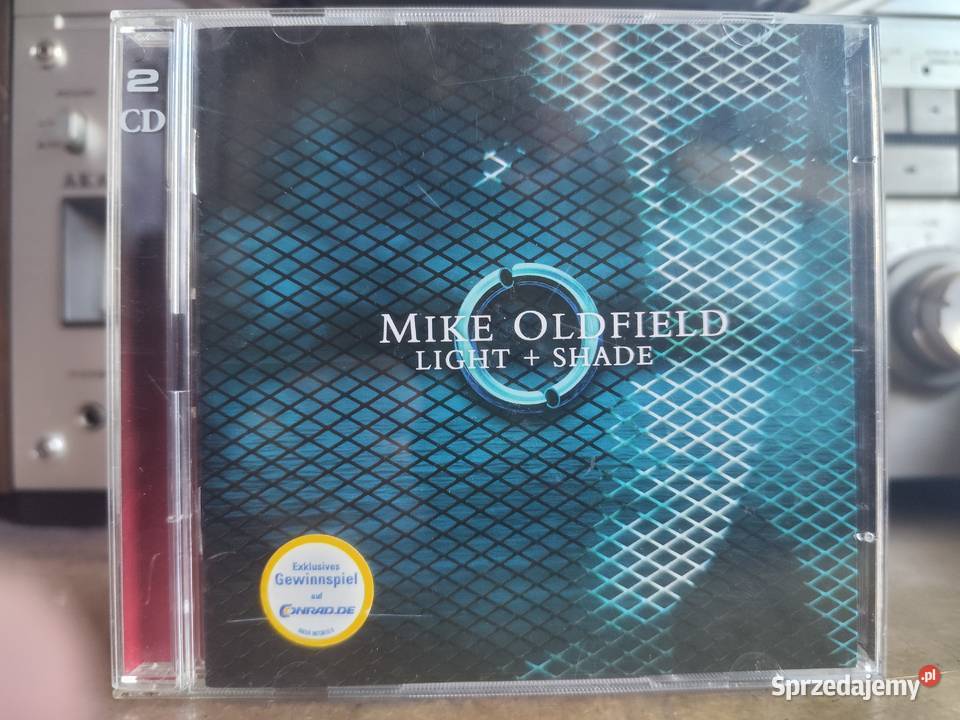 2
CD
MIKE OLDFIELD
LIGHT + SHADE
Exklusives
Gewinnspiel
auf
CONRAD.DE
Sprzedajemy.pl